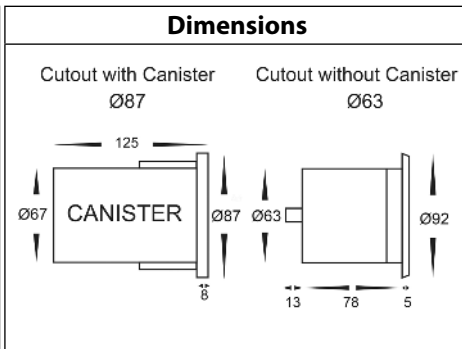 Dimensions
Cutout with Canister
Ø87
Cutout without Canister
Ø63
125
Ø67
CANISTER
Ø87
8
Ø63
Ø92
13
78
5